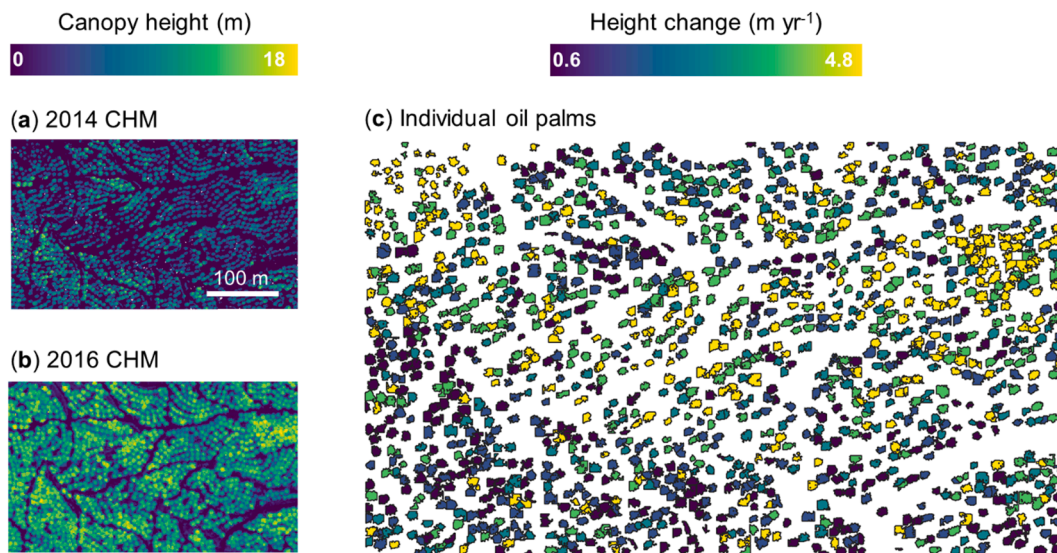 Canopy height (m)
0 18
Height change (m yr-1)
0.6 4.8
(a) 2014 CHM
100 m
(b) 2016 CHM
(c) Individual oil palms